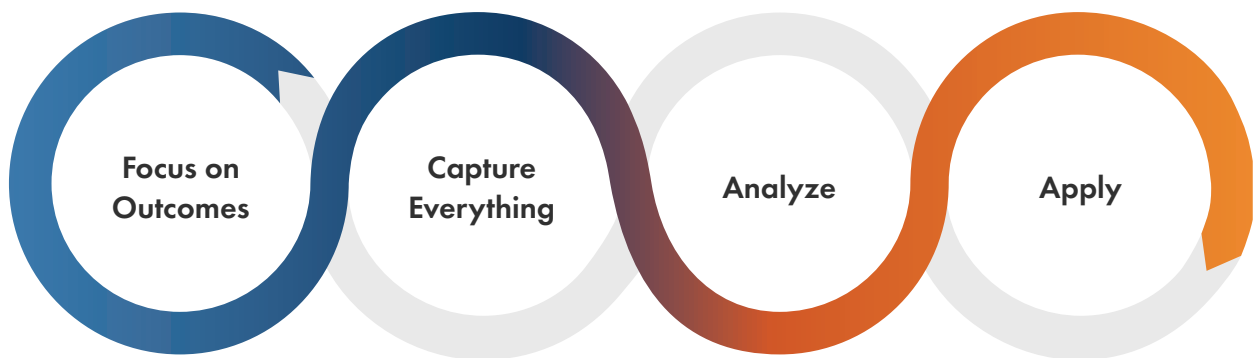 Focus on
Outcomes
Capture
Everything
Analyze
Apply